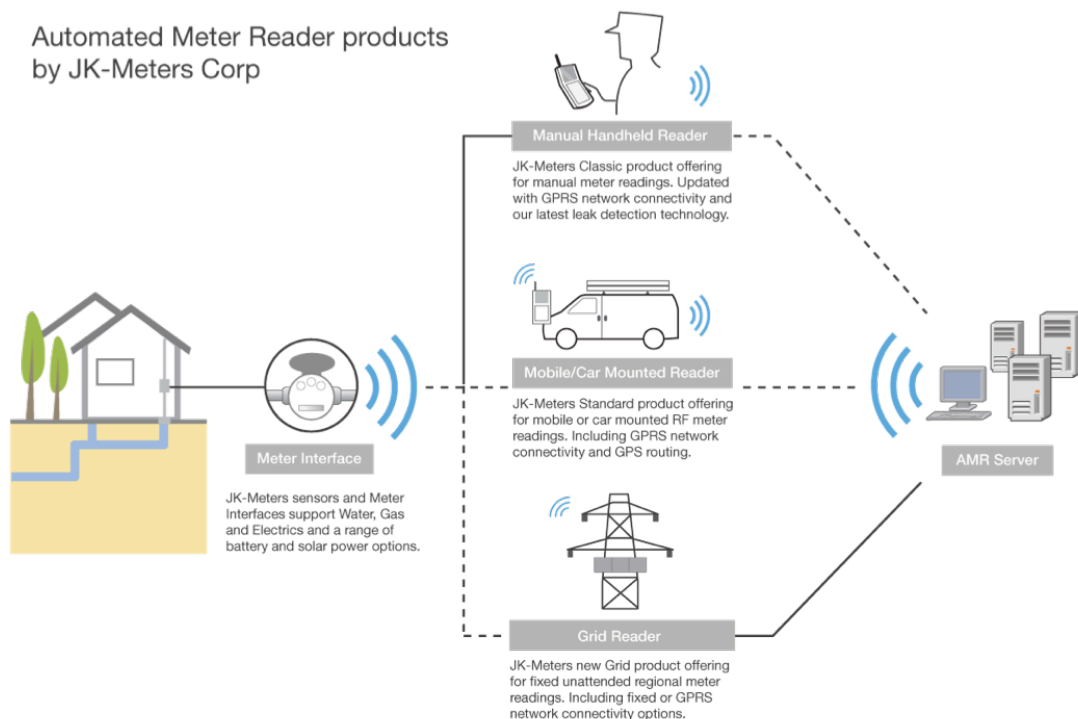 Automated Meter Reader products
by JK-Meters Corp
Manual Handheld Reader
JK-Meters Classic product offering
for manual meter readings. Updated
with GPRS network connectivity and
our latest leak detection technology.
Mobile/Car Mounted Reader
JK-Meters Standard product offering
for mobile or car mounted RF meter
readings. Including GPRS network
connectivity and GPS routing.
Meter Interface
JK-Meters sensors and Meter
Interfaces support Water, Gas
and Electrics and a range of
battery and solar power options.
AMR Server
Grid Reader
JK-Meters new Grid product offering
for fixed unattended regional meter
readings. Including fixed or GPRS
network connectivity options.